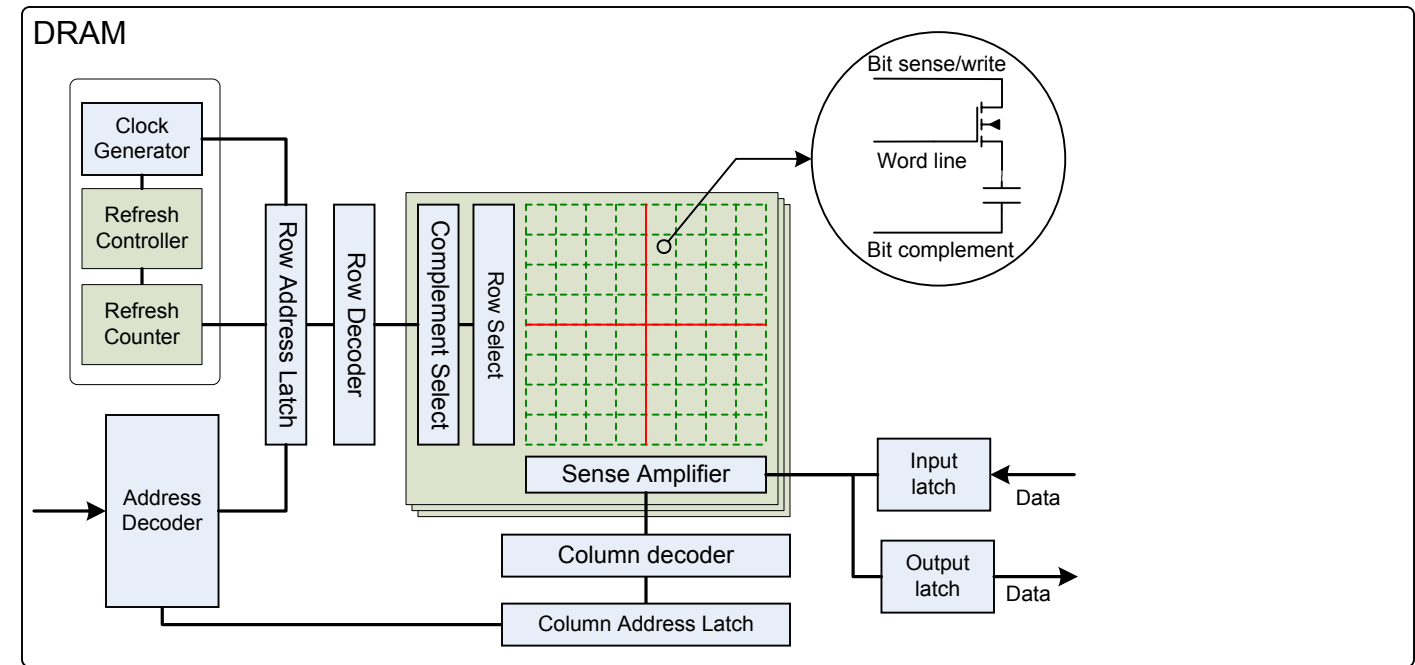 DRAM
Clock
Generator
Refresh
Controller
Refresh
Counter
Row Address Latch
Row Decoder
Complement Select
Row Select
Bit sense/write
Word line
Bit complement
Address
Decoder
Sense Amplifier
Column decoder
Column Address Latch
Input
latch
Data
Output
latch
Data